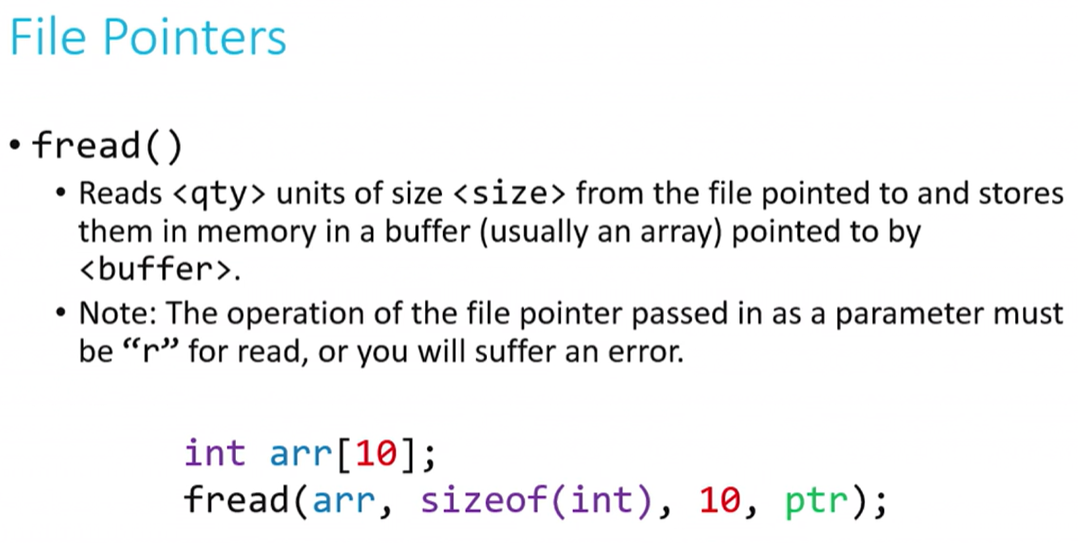 File Pointers
• fread()
• Reads <qty> units of size <size> from the file pointed to and stores
them in memory in a buffer (usually an array) pointed to by
<buffer>.
• Note: The operation of the file pointer passed in as a parameter must
be “r” for read, or you will suffer an error.
int arr[10];
fread(arr, sizeof(int), 10, ptr);